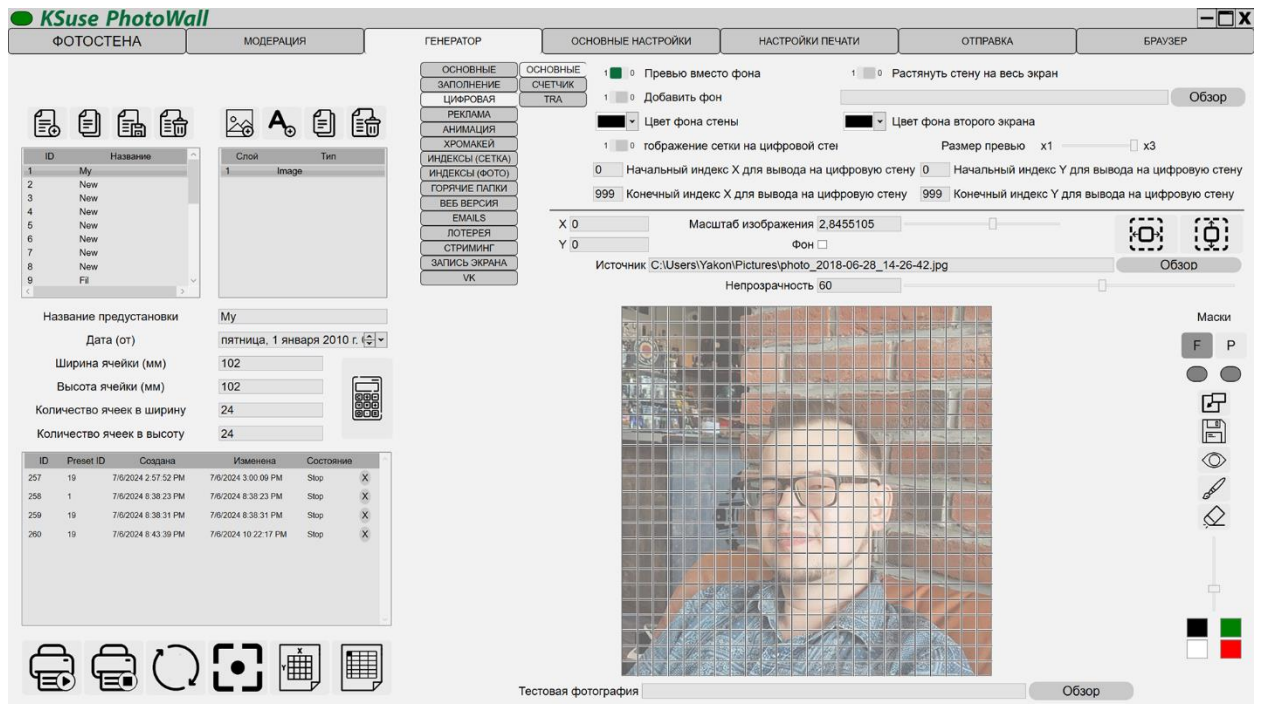 KSuse PhotoWall
X
ФОТОСТЕНА МОДЕРАЦИЯ ГЕНЕРАТОР ОСНОВНЫЕ НАСТРОЙКИ НАСТРОЙКИ ПЕЧАТИ ОТПРАВКА БРАУЗЕР
ОСНОВНЫЕ
ЗАПОЛНЕНИЕ
ЦИФРОВАЯ
РЕКЛАМА
АНИМАЦИЯ
ХРОМАКЕЙ
ИНДЕКСЫ (СЕТКА)
ИНДЕКСЫ (ФОТО)
ГОРЯЧИЕ ПАПКИ
ВЕБ ВЕРСИЯ
EMAILS
ЛОТЕРЕЯ
СТРИМИНГ
ЗАПИСЬ ЭКРАНА
VK
ОСНОВНЫЕ
СЧЕТЧИК
TRA
1 0 Превью вместо фона 1 0 Растянуть стену на весь экран
1 0 Добавить фон Обзор
Цвет фона стены Цвет фона второго экрана
1 0 тображение сетки на цифровой стен Размер превью x1 x3
0 Начальный индекс X для вывода на цифровую стену 0 Начальный индекс Y для вывода на цифровую стену
999 Конечный индекс X для вывода на цифровую стену 999 Конечный индекс Y для вывода на цифровую стену
X 0 Масштаб изображения 2,8455105
Y 0 Фон
Источник C:\Users\Yakon\Pictures\photo_2018-06-28_14-26-42.jpg Обзор
Непрозрачность 60
ID Название
1 My
2 New
3 New
4 New
5 New
6 New
7 New
8 New
9 Fil
Слой Тип
1 Image
Название предустановки My
Дата (от) пятница, 1 января 2010 г.
Ширина ячейки (мм) 102
Высота ячейки (мм) 102
Количество ячеек в ширину 24
Количество ячеек в высоту 24
ID Preset ID Создана Изменена Состояние
257 19 7/6/2024 2:57:52 PM 7/6/2024 3:00:09 PM Stop X
258 1 7/6/2024 8:38:23 PM 7/6/2024 8:38:23 PM Stop X
259 19 7/6/2024 8:38:31 PM 7/6/2024 8:38:31 PM Stop X
260 19 7/6/2024 8:43:39 PM 7/6/2024 10:22:17 PM Stop X
X
Y
Маски
F P
Тестовая фотография Обзор